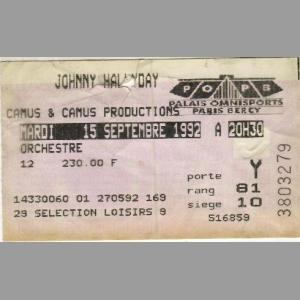 JOHNNY HALLYDAY
POPB
PALAIS OMNISPORTS
PARIS BERCY
CAMUS & CAMUS PRODUCTIONS
MARDI 15 SEPTEMBRE 1992 A 20H30
ORCHESTRE
12 230.00 F
porte Y
rang 81
siege 10
14330060 01 270592 169
29 SELECTION LOISIRS 9
S16859
3803279